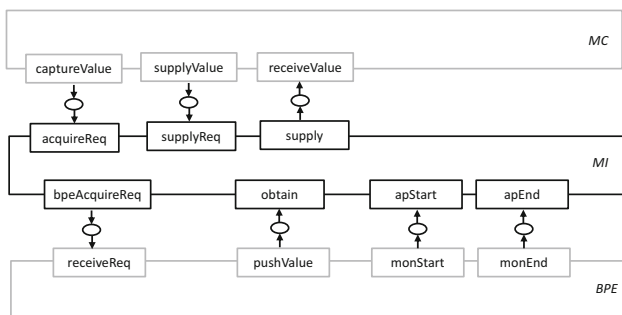 MC
captureValue supplyValue receiveValue
acquireReq supplyReq supply
MI
bpeAcquireReq obtain apStart apEnd
receiveReq pushValue monStart monEnd
BPE